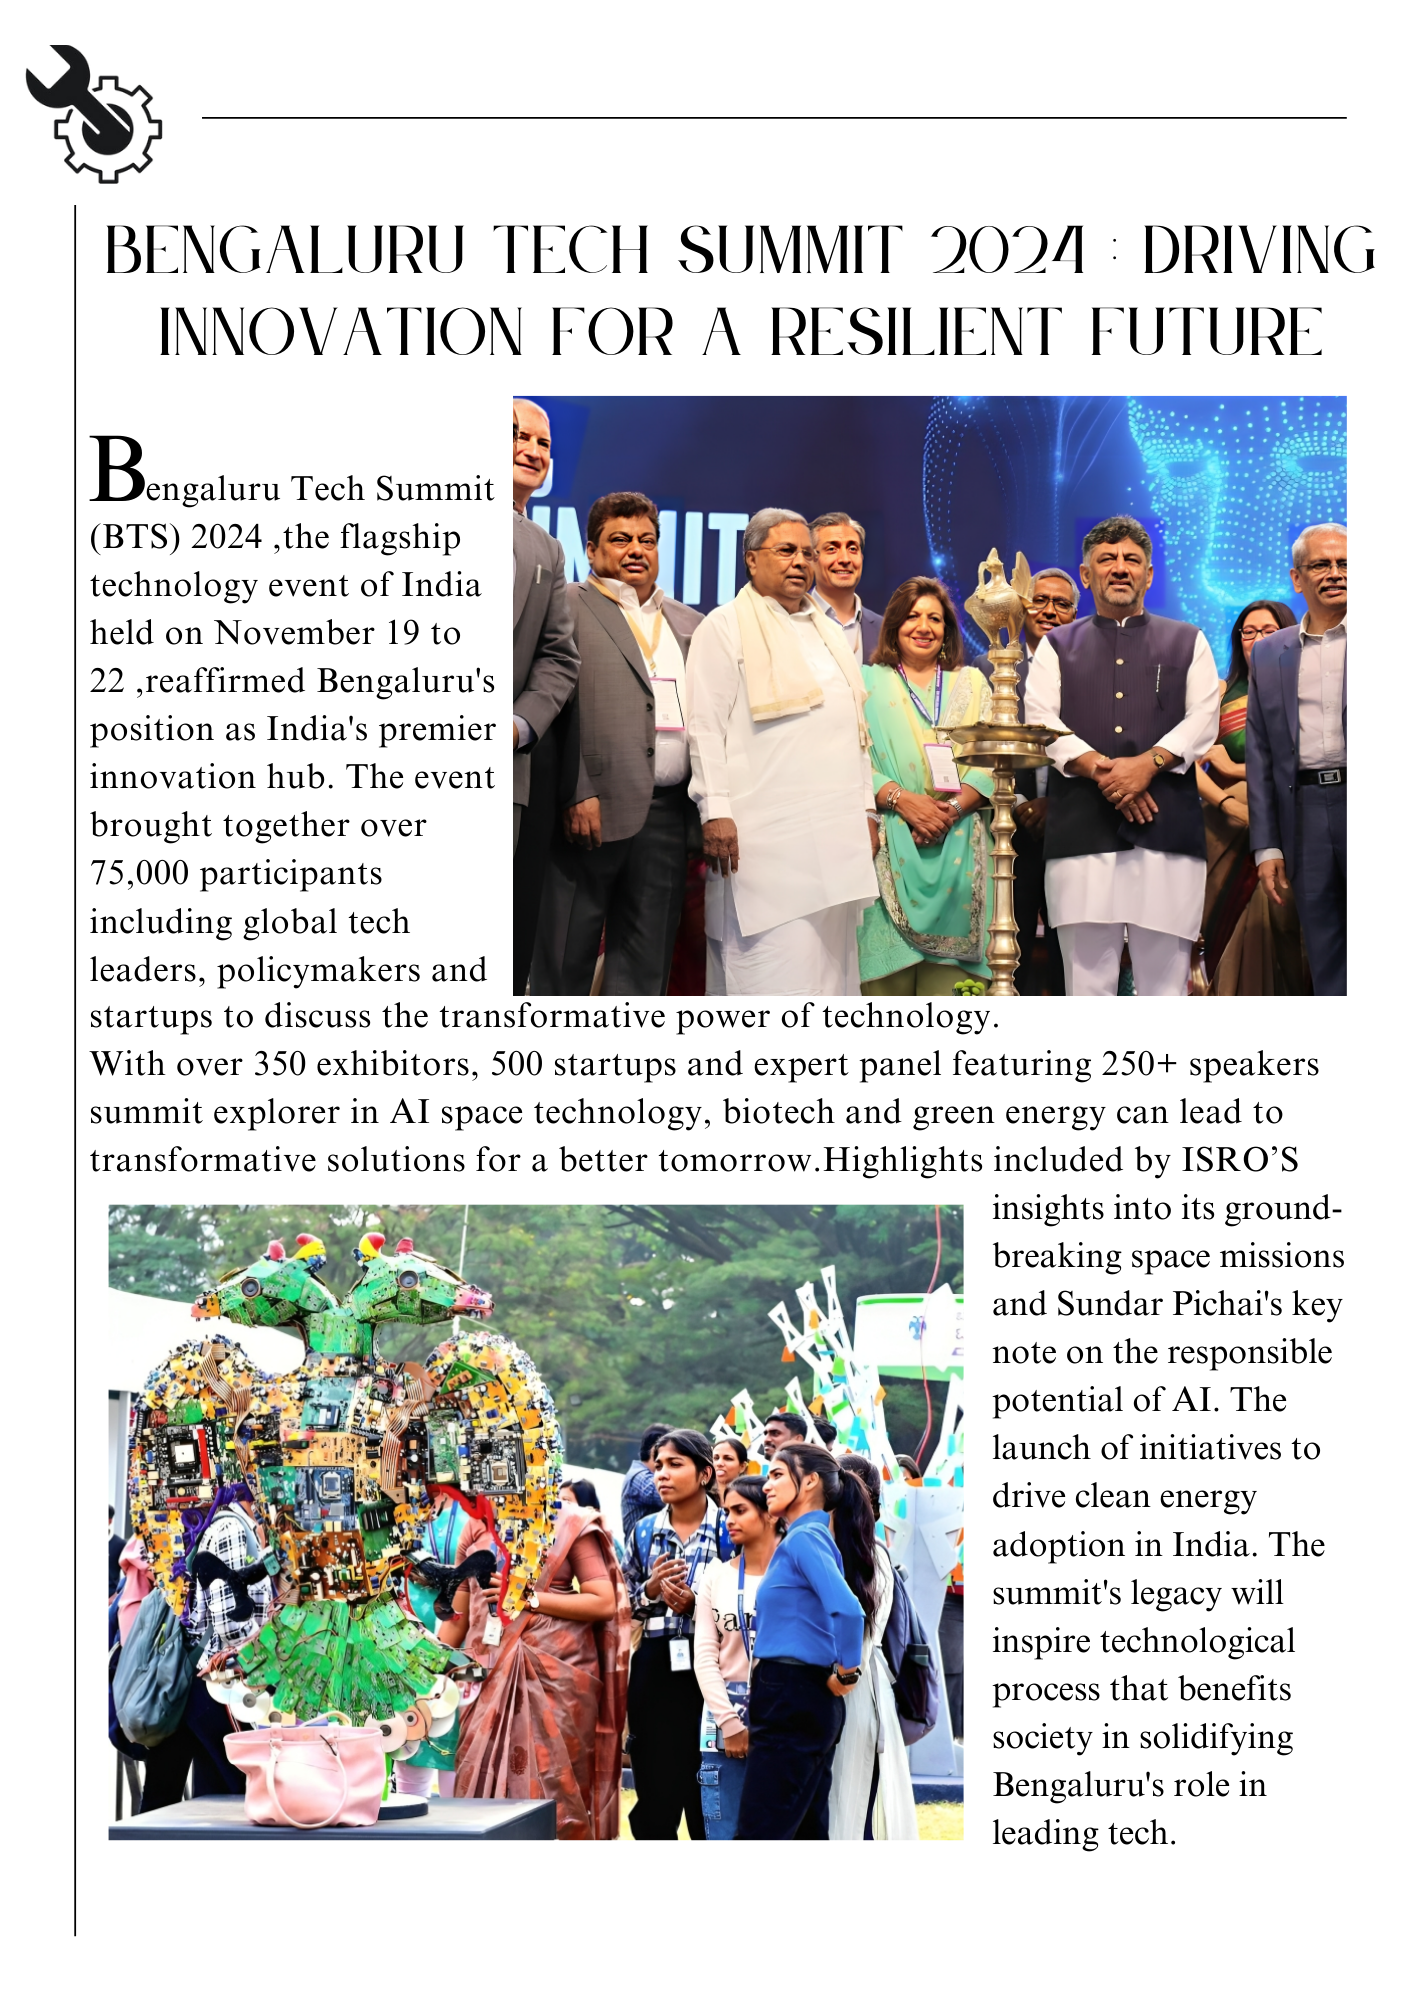 BENGALURU TECH SUMMIT 2024 : DRIVING
INNOVATION FOR A RESILIENT FUTURE
Bengaluru Tech Summit
(BTS) 2024 ,the flagship
technology event of India
held on November 19 to
22 ,reaffirmed Bengaluru's
position as India's premier
innovation hub. The event
brought together over
75,000 participants
including global tech
leaders, policymakers and
startups to discuss the transformative power of technology.
With over 350 exhibitors, 500 startups and expert panel featuring 250+ speakers
summit explorer in AI space technology, biotech and green energy can lead to
transformative solutions for a better tomorrow.Highlights included by ISRO’S
insights into its ground-
breaking space missions
and Sundar Pichai's key
note on the responsible
potential of AI. The
launch of initiatives to
drive clean energy
adoption in India. The
summit's legacy will
inspire technological
process that benefits
society in solidifying
Bengaluru's role in
leading tech.